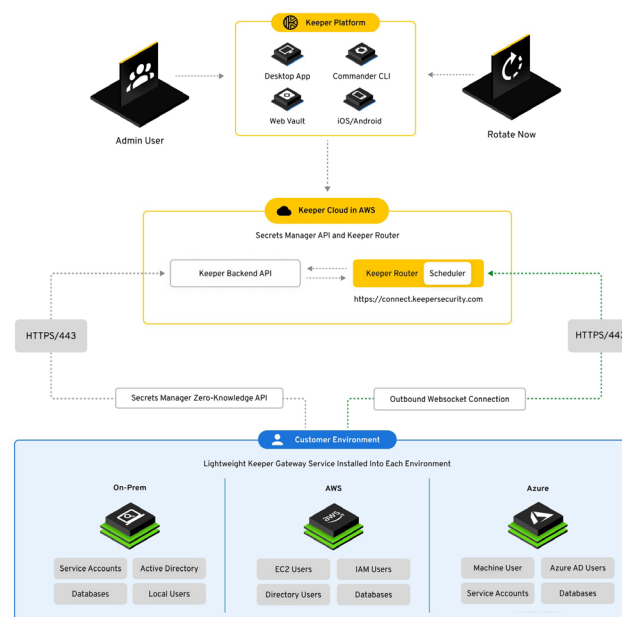 Keeper Platform
Desktop App
Commander CLI
Web Vault
iOS/Android
Admin User
Rotate Now
Keeper Cloud in AWS
Secrets Manager API and Keeper Router
Keeper Backend API
Keeper Router
Scheduler
https://connect.keepersecurity.com
HTTPS/443
HTTPS/443
Secrets Manager Zero-Knowledge API
Outbound Websocket Connection
Customer Environment
Lightweight Keeper Gateway Service Installed Into Each Environment
On-Prem
AWS
Azure
aws
Service Accounts
Active Directory
EC2 Users
IAM Users
Machine User
Azure AD Users
Databases
Local Users
Directory Users
Databases
Service Accounts
Databases